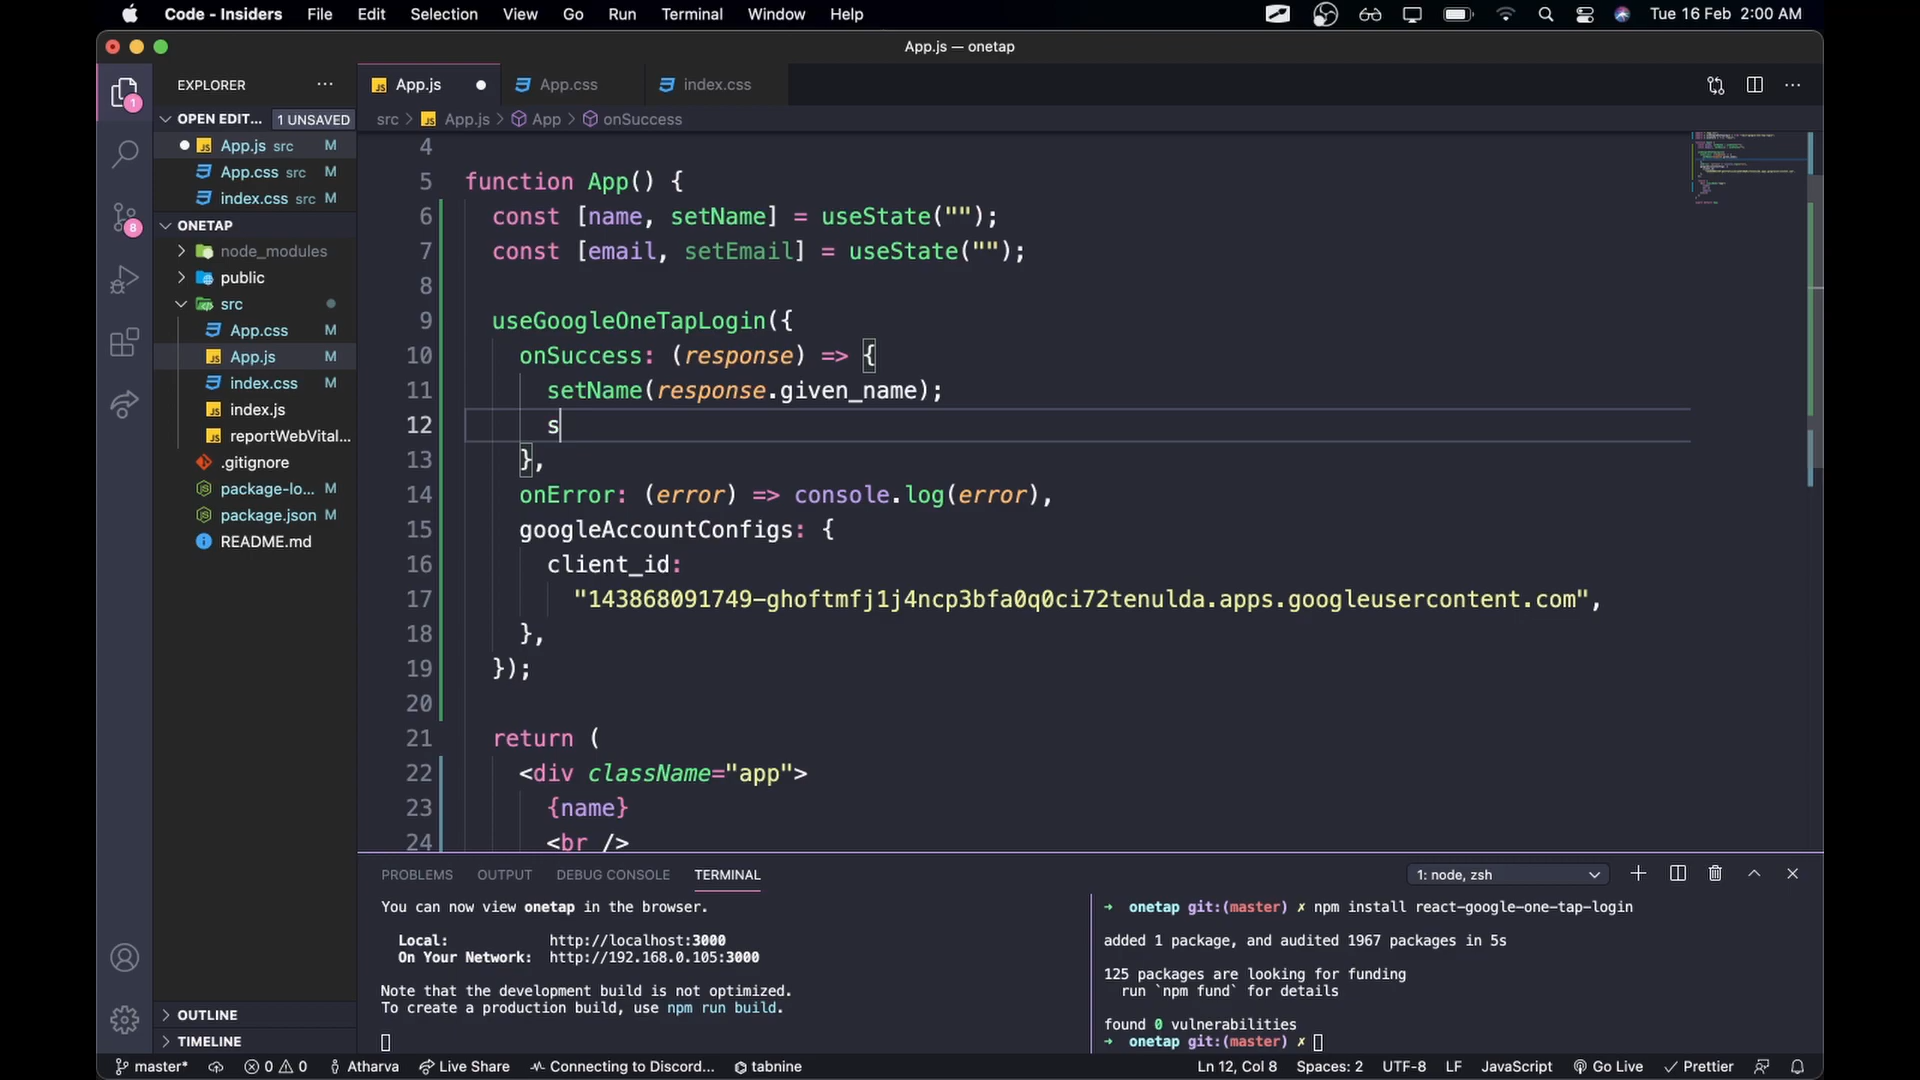 Code - Insiders File Edit Selection View Go Run Terminal Window Help Tue 16 Feb 2:00 AM
App.js — onetap
EXPLORER
App.js App.css index.css
OPEN EDIT... 1 UNSAVED
src > App.js > App > onSuccess
App.js src M
App.css src M
index.css src M
ONETAP
node_modules
public
src
App.css M
App.js M
index.css M
index.js
reportWebVital...
.gitignore
package-lo... M
package.json M
README.md
OUTLINE
TIMELINE
1
8
4
5 function App() {
6 const [name, setName] = useState("");
7 const [email, setEmail] = useState("");
8
9 useGoogleOneTapLogin({
10 onSuccess: (response) => {
11 setName(response.given_name);
12 s
13 },
14 onError: (error) => console.log(error),
15 googleAccountConfigs: {
16 client_id:
17 "143868091749-ghoftmfj1j4ncp3bfa0q0ci72tenulda.apps.googleusercontent.com",
18 },
19 });
20
21 return (
22 <div className="app">
23 {name}
24 <br />
PROBLEMS OUTPUT DEBUG CONSOLE TERMINAL 1: node, zsh
You can now view onetap in the browser.
Local: http://localhost:3000
On Your Network: http://192.168.0.105:3000
Note that the development build is not optimized.
To create a production build, use npm run build.
➜ onetap git:(master) ✗ npm install react-google-one-tap-login
added 1 package, and audited 1967 packages in 5s
125 packages are looking for funding
run `npm fund` for details
found 0 vulnerabilities
➜ onetap git:(master) ✗
master* 0 0 Atharva Live Share Connecting to Discord... tabnine Ln 12, Col 8 Spaces: 2 UTF-8 LF JavaScript Go Live Prettier